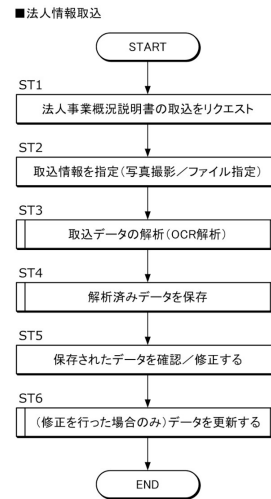 ■法人情報取込
START
ST1
法人事業概況説明書の取込をリクエスト
ST2
取込情報を指定(写真撮影／ファイル指定)
ST3
取込データの解析(OCR解析)
ST4
解析済みデータを保存
ST5
保存されたデータを確認／修正する
ST6
(修正を行った場合のみ)データを更新する
END